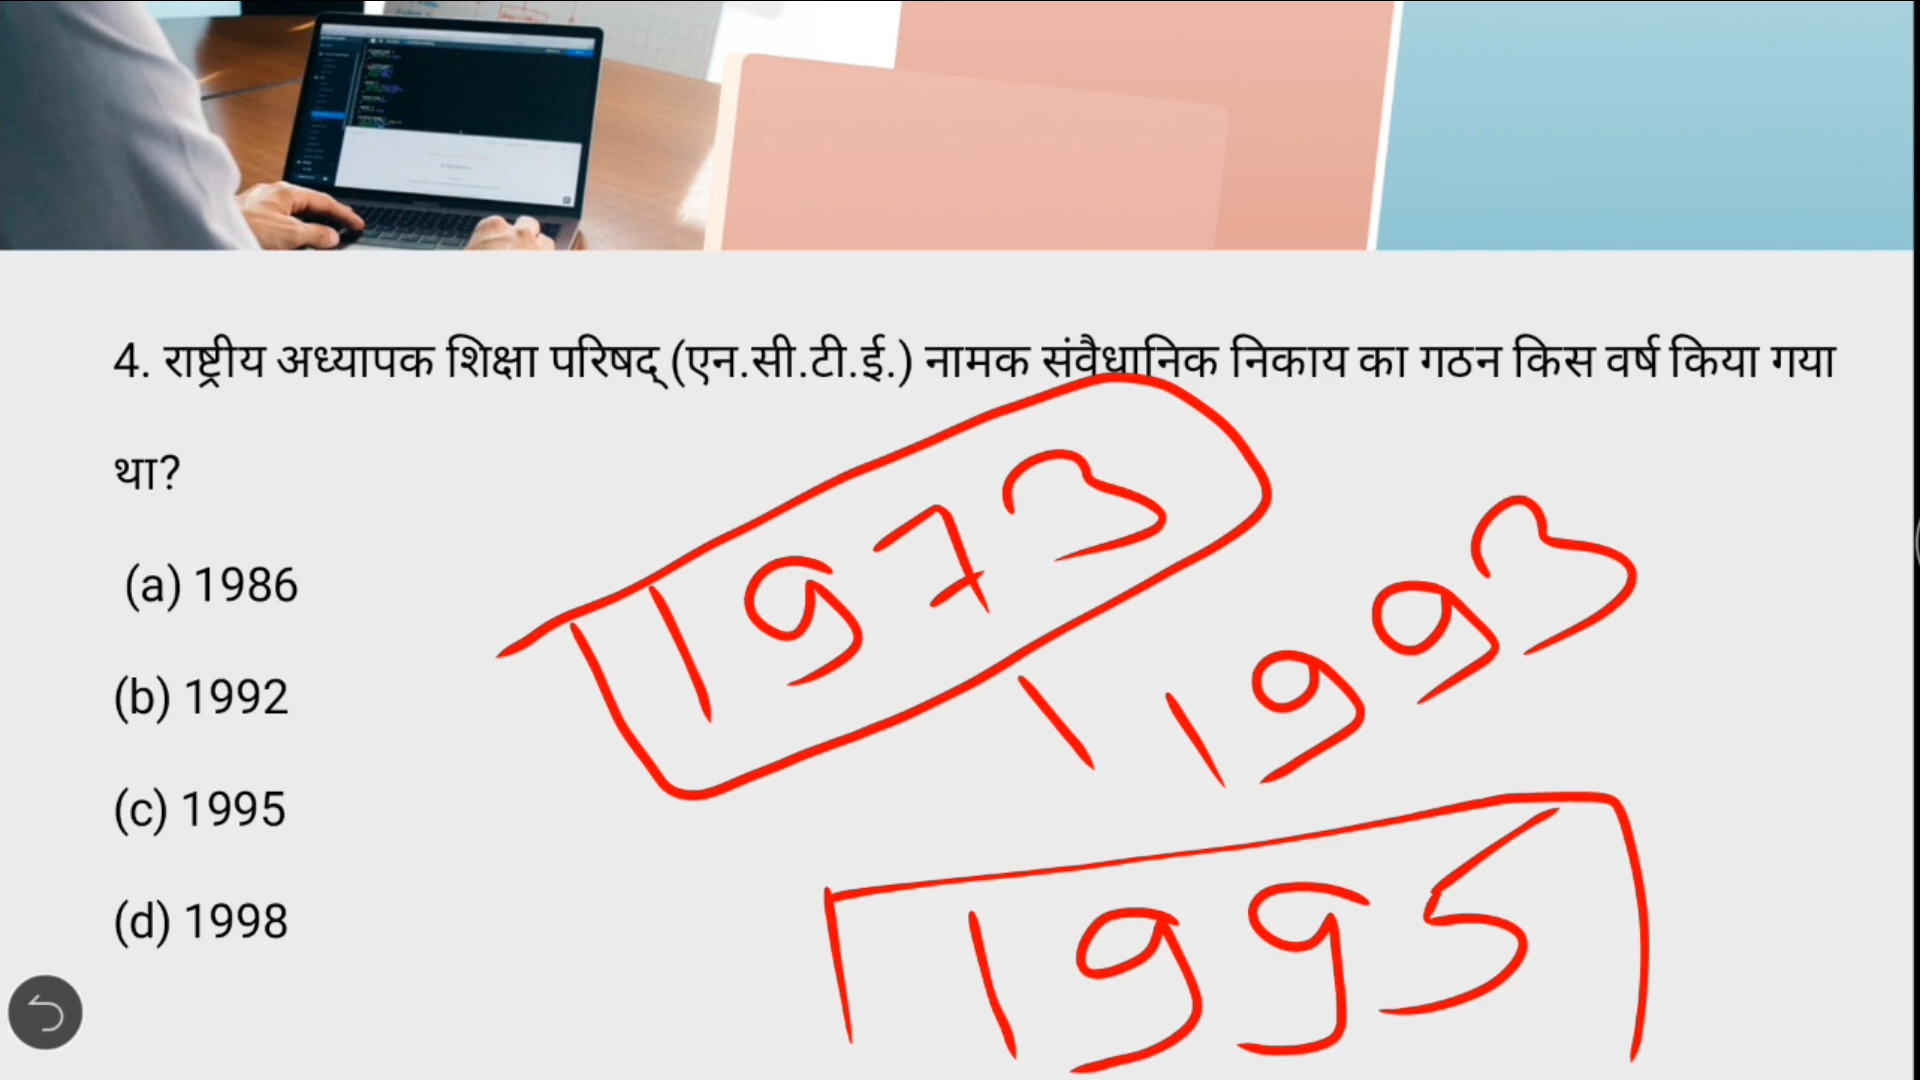 4. राष्ट्रीय अध्यापक शिक्षा परिषद् (एन.सी.टी.ई.) नामक संवैधानिक निकाय का गठन किस वर्ष किया गया
था?
1973
(a) 1986
1993
(b) 1992
(c) 1995
1995
(d) 1998